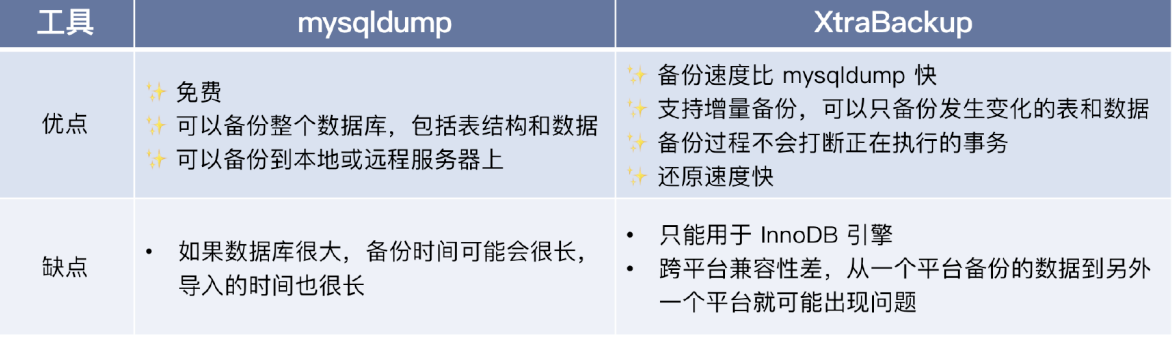 工具 mysqldump XtraBackup
优点
✨ 免费
✨ 可以备份整个数据库，包括表结构和数据
✨ 可以备份到本地或远程服务器上
✨ 备份速度比 mysqldump 快
✨ 支持增量备份，可以只备份发生变化的表和数据
✨ 备份过程不会打断正在执行的事务
✨ 还原速度快
缺点
• 如果数据库很大，备份时间可能会很长，
导入的时间也很长
• 只能用于 InnoDB 引擎
• 跨平台兼容性差，从一个平台备份的数据到另外
一个平台就可能出现问题